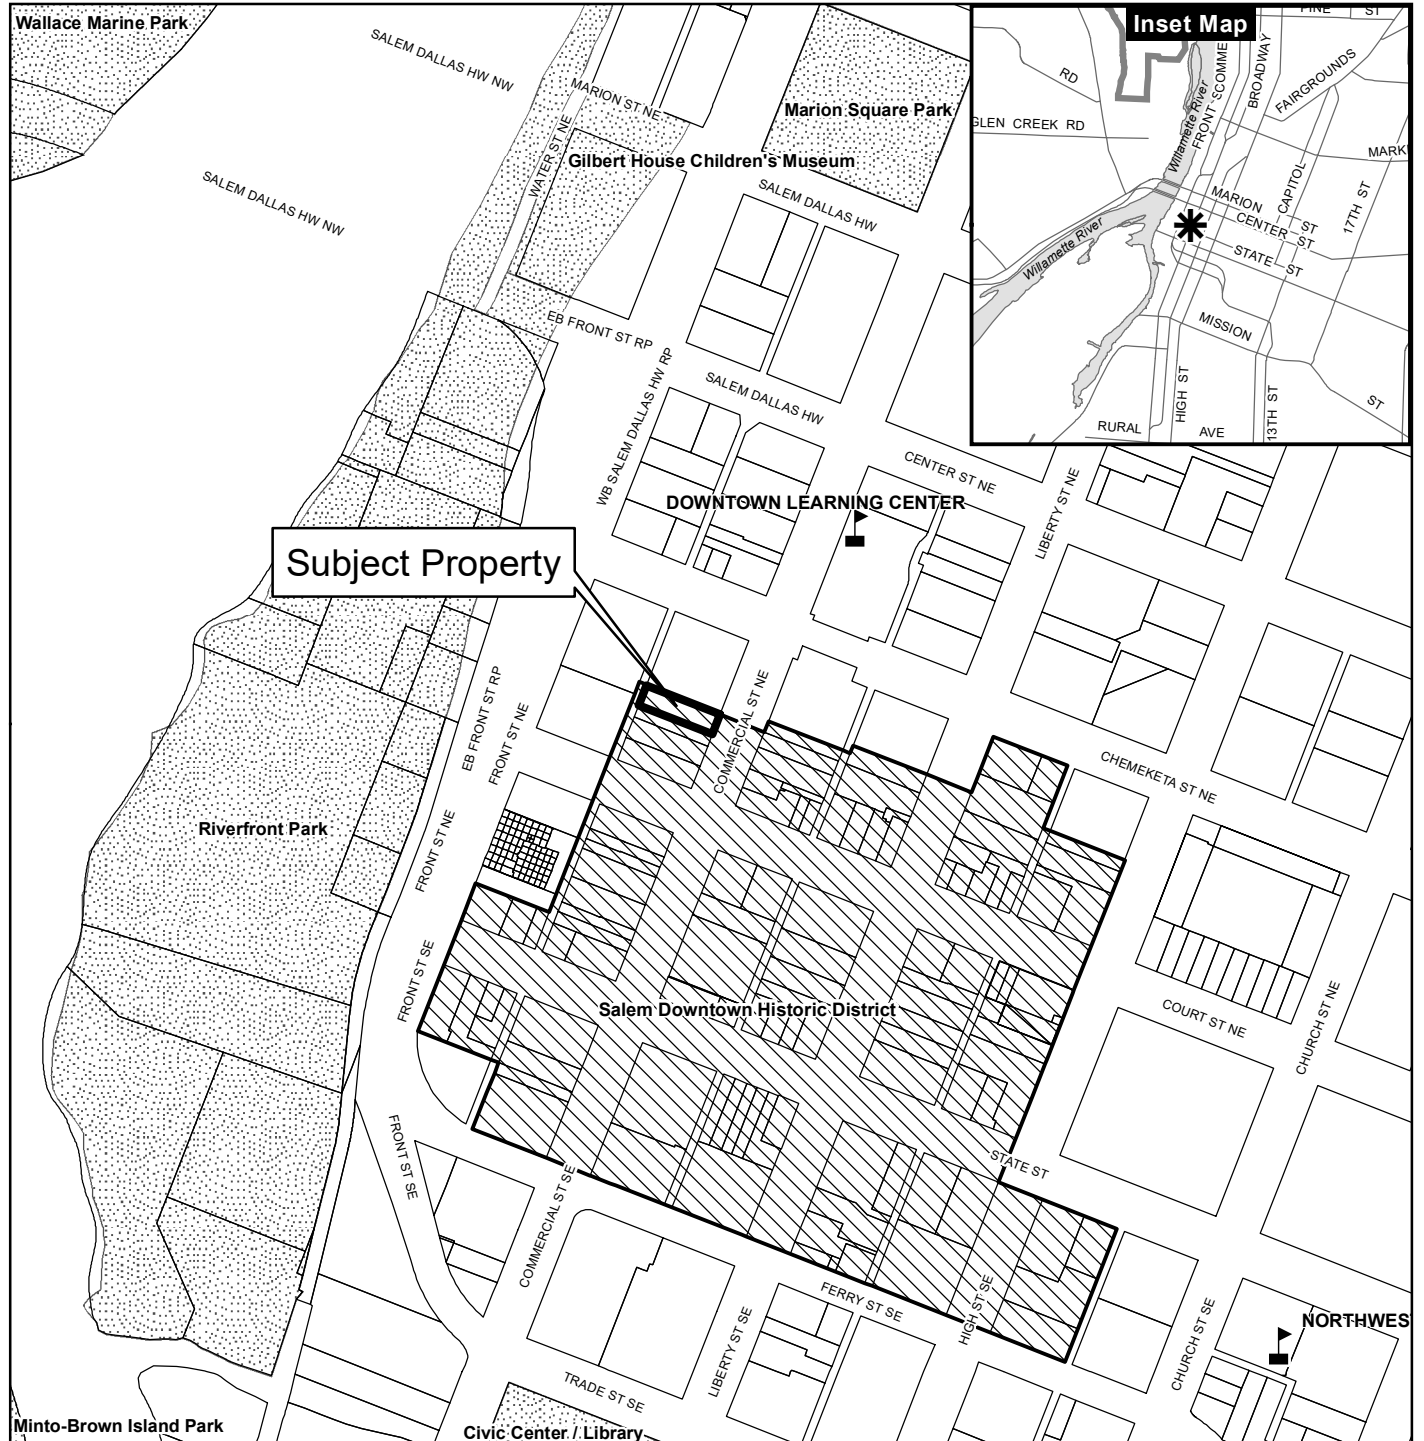 Wallace Marine Park
SALEM DALLAS HW NW
MARION ST NE
WATER ST NE
Marion Square Park
Gilbert House Children's Museum
SALEM DALLAS HW NW
SALEM DALLAS HW
EB FRONT ST RP
WB SALEM DALLAS HW RP
SALEM DALLAS HW
CENTER ST NE
LIBERTY ST NE
DOWNTOWN LEARNING CENTER
Subject Property
EB FRONT ST RP
FRONT ST NE
COMMERCIAL ST NE
CHEMEKETA ST NE
Riverfront Park
FRONT ST NE
FRONT ST SE
Salem Downtown Historic District
COURT ST NE
CHURCH ST NE
FRONT ST SE
STATE ST
COMMERCIAL ST SE
FERRY ST SE
HIGH ST SE
LIBERTY ST SE
CHURCH ST SE
NORTHWES
TRADE ST SE
Minto-Brown Island Park
Civic Center / Library
Inset Map
PINE ST
RD
FRONT ST
COMME
BROADWAY
FAIRGROUNDS
GLEN CREEK RD
Willamette River
MARK
CAPITOL
17TH ST
MARION ST
CENTER ST
STATE ST
Willamette River
MISSION
ST
HIGH ST
13TH ST
RURAL AVE